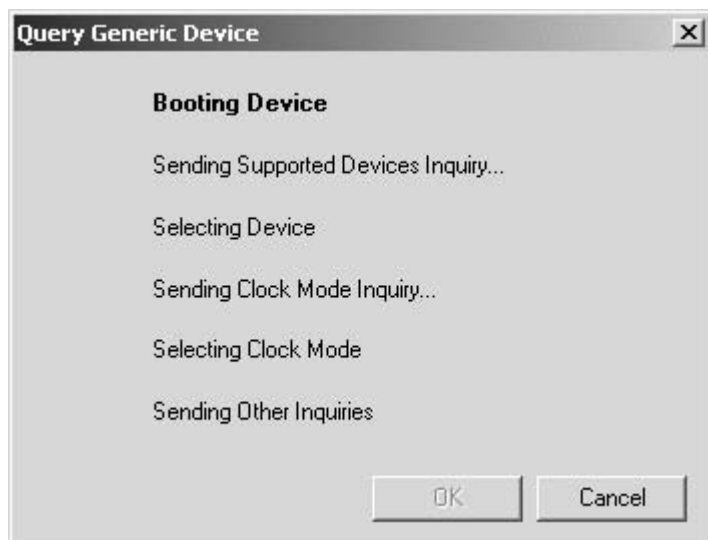 Query Generic Device
Booting Device
Sending Supported Devices Inquiry...
Selecting Device
Sending Clock Mode Inquiry...
Selecting Clock Mode
Sending Other Inquiries
OK
Cancel